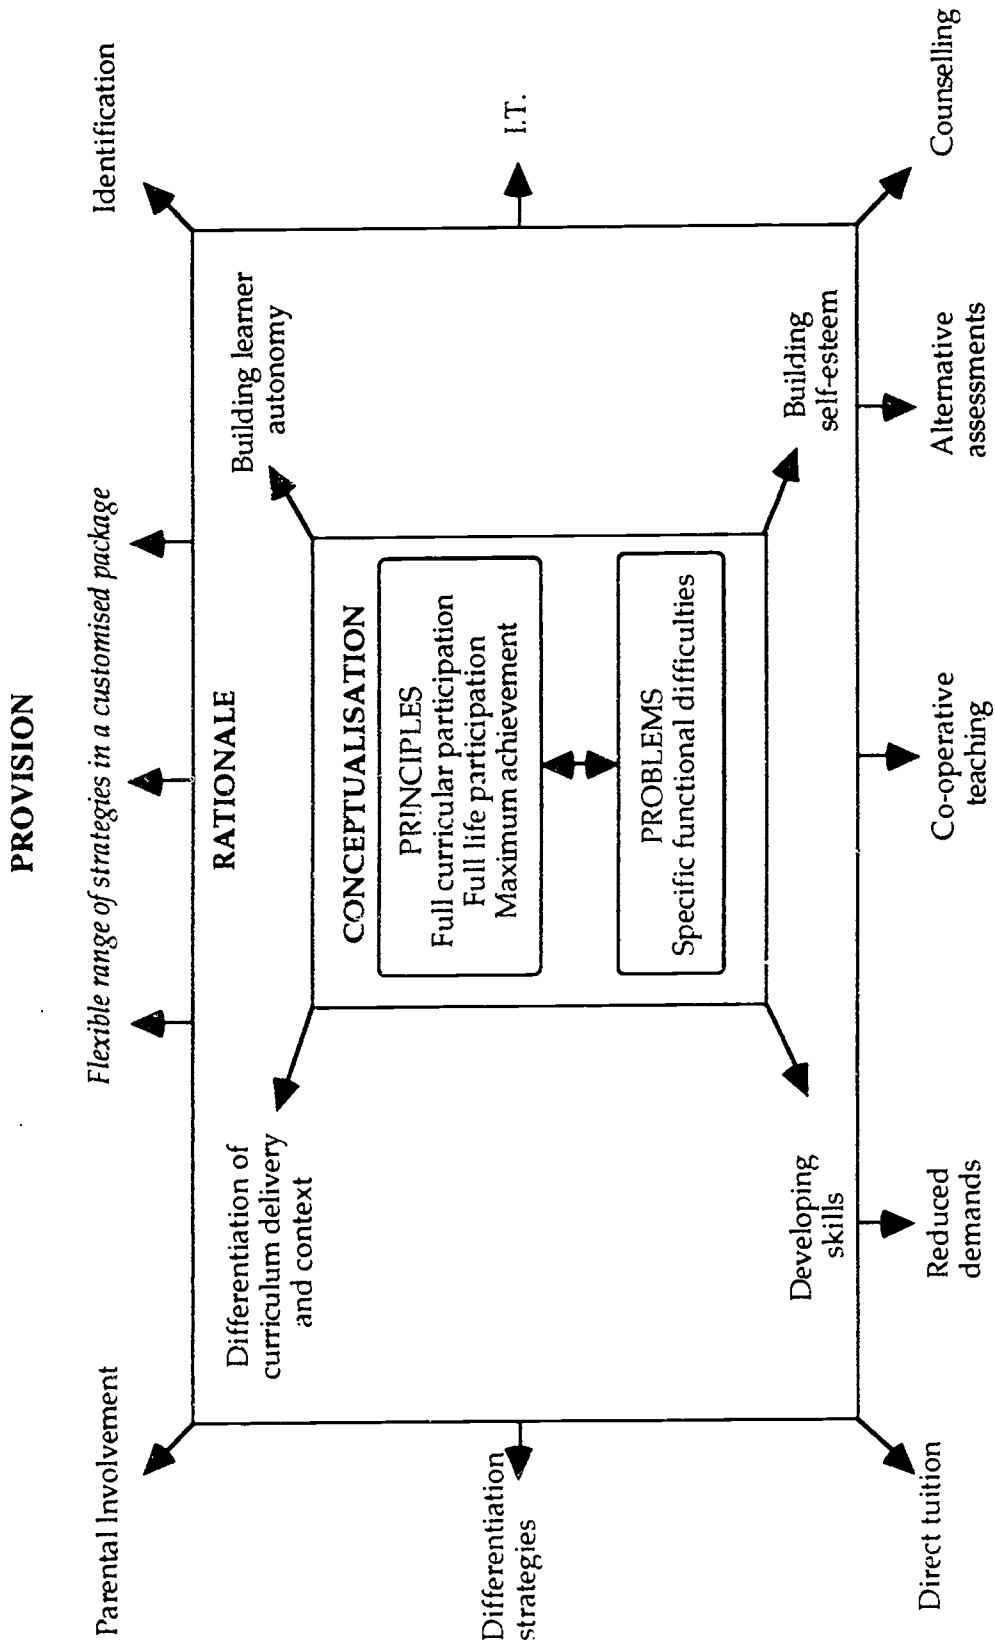 PROVISION
Parental Involvement
Flexible range of strategies in a customised package
Identification
RATIONALE
Differentiation of
curriculum delivery
and context
Building learner
autonomy
CONCEPTUALISATION
PRINCIPLES
Full curricular participation
Full life participation
Maximum achievement
Differentiation
strategies
I.T.
PROBLEMS
Specific functional difficulties
Developing
skills
Building
self-esteem
Direct tuition
Reduced
demands
Co-operative
teaching
Alternative
assessments
Counselling